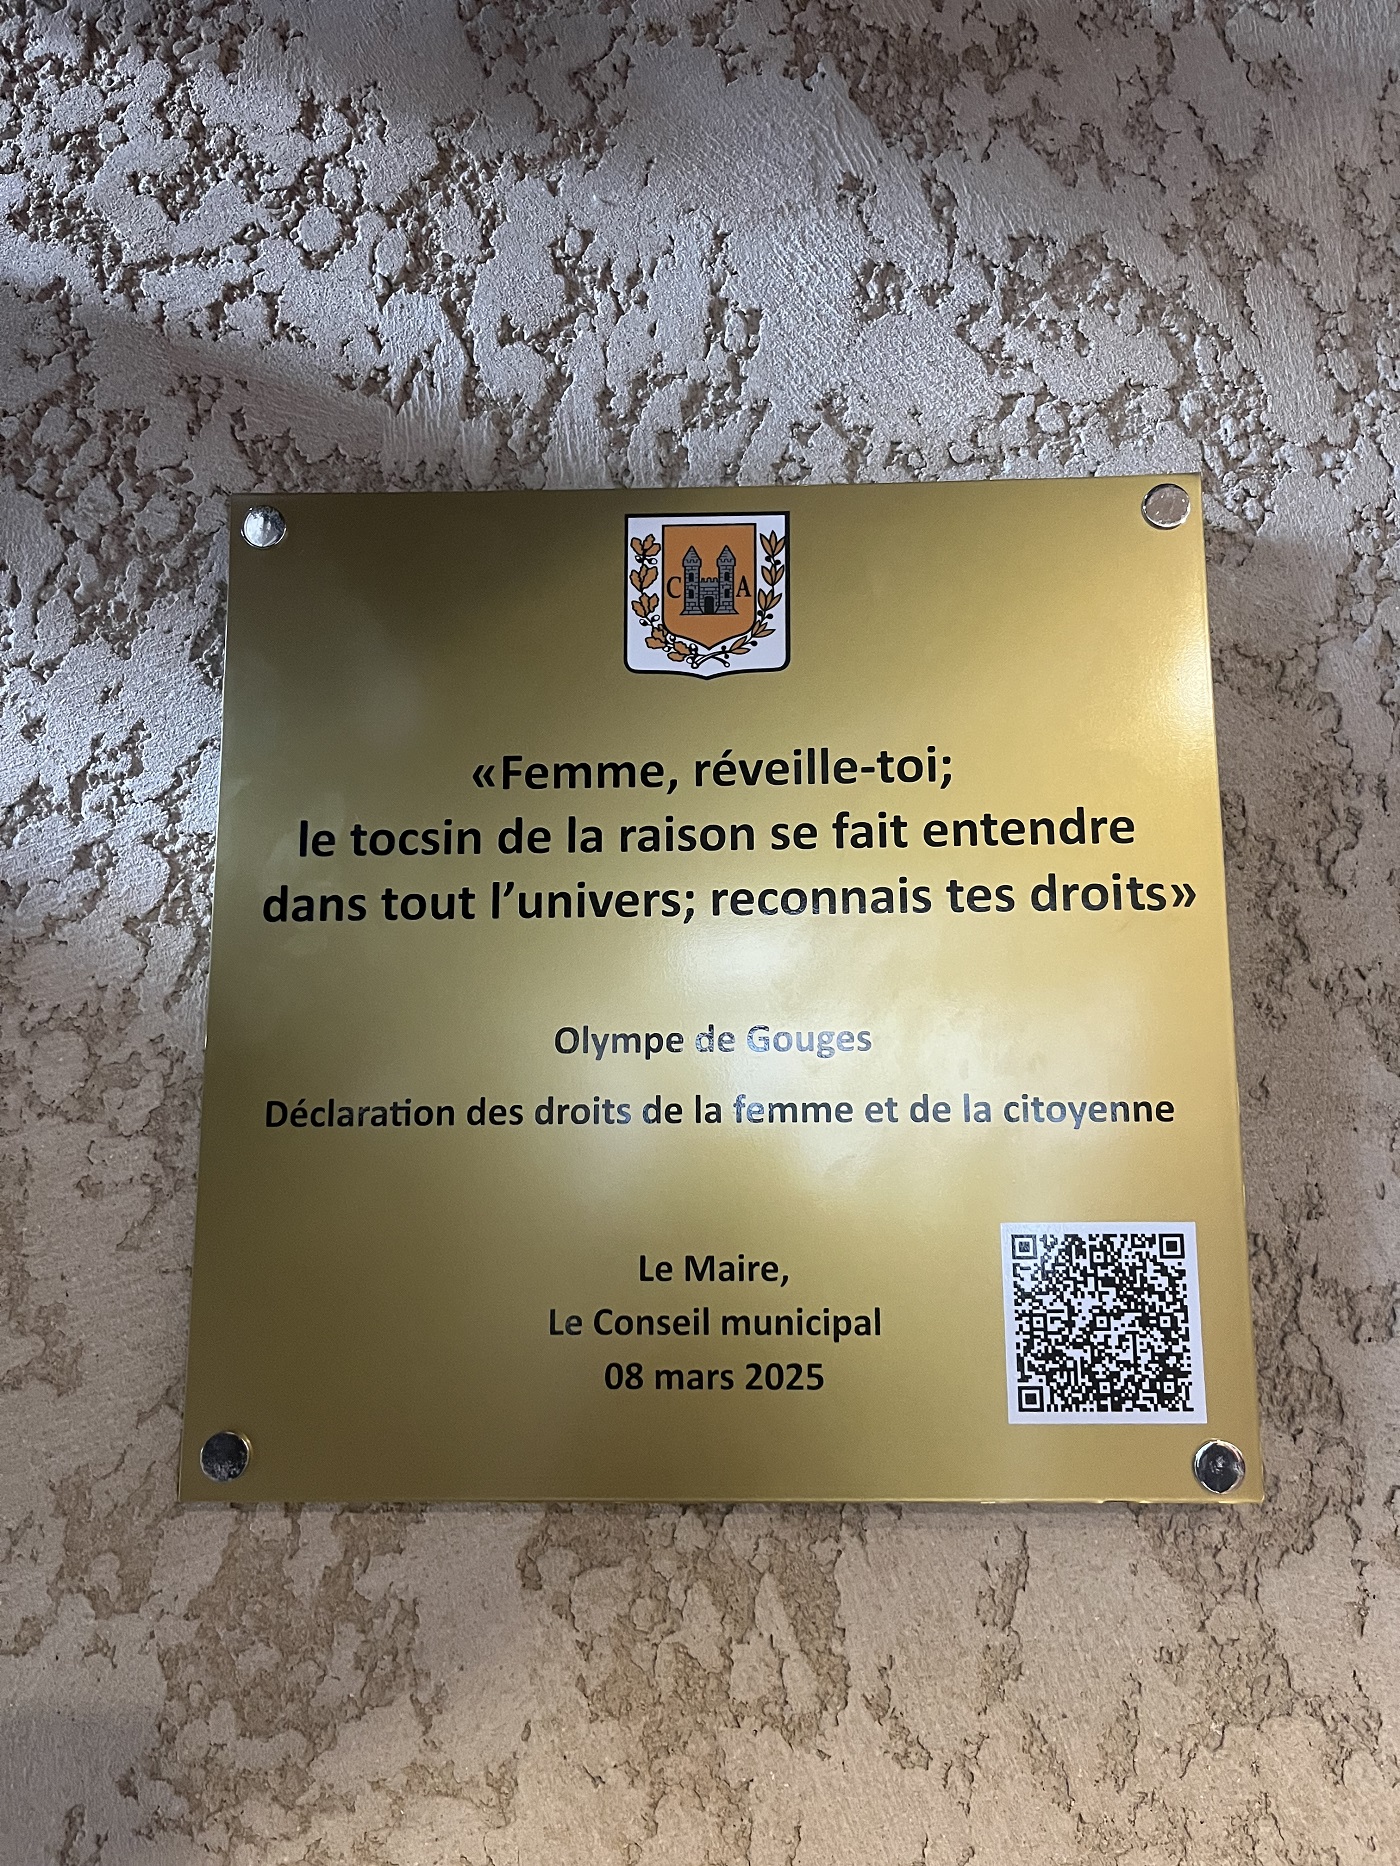 C A
«Femme, réveille-toi;
le tocsin de la raison se fait entendre
dans tout l’univers; reconnais tes droits»
Olympe de Gouges
Déclaration des droits de la femme et de la citoyenne
Le Maire,
Le Conseil municipal
08 mars 2025